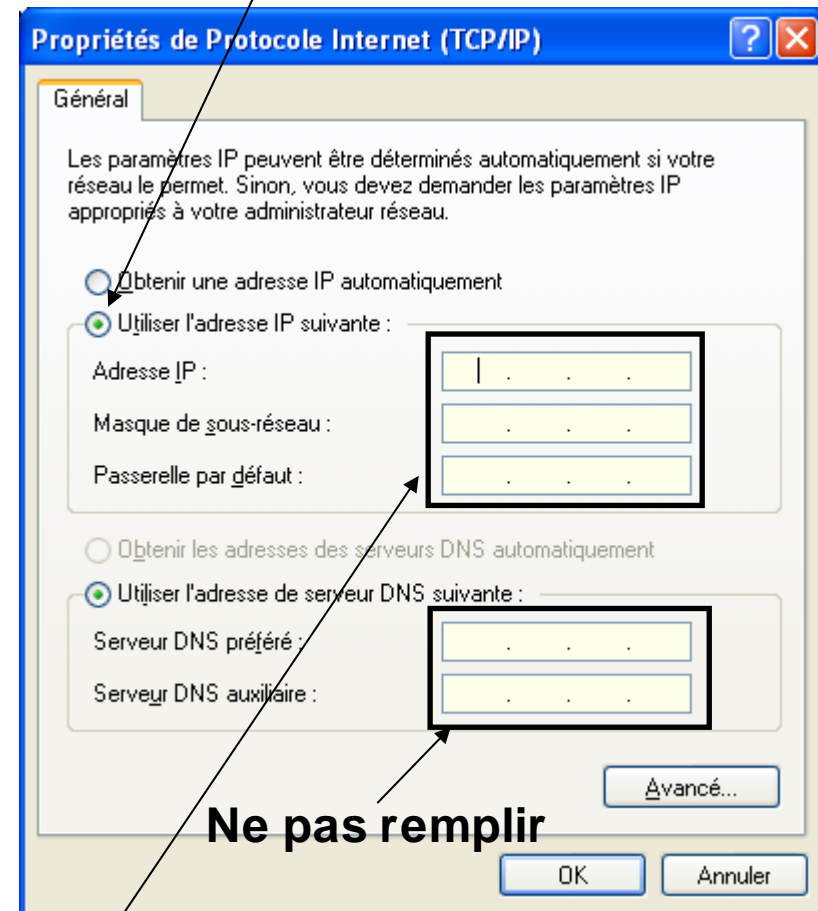 Propriétés de Protocole Internet (TCP/IP)
Général
Les paramètres IP peuvent être déterminés automatiquement si votre
réseau le permet. Sinon, vous devez demander les paramètres IP
appropriés à votre administrateur réseau.
Obtenir une adresse IP automatiquement
Utiliser l'adresse IP suivante :
Adresse IP :
Masque de sous-réseau :
Passerelle par défaut :
Obtenir les adresses des serveurs DNS automatiquement
Utiliser l'adresse de serveur DNS suivante :
Serveur DNS préféré :
Serveur DNS auxiliaire :
Avancé...
Ne pas remplir
OK Annuler